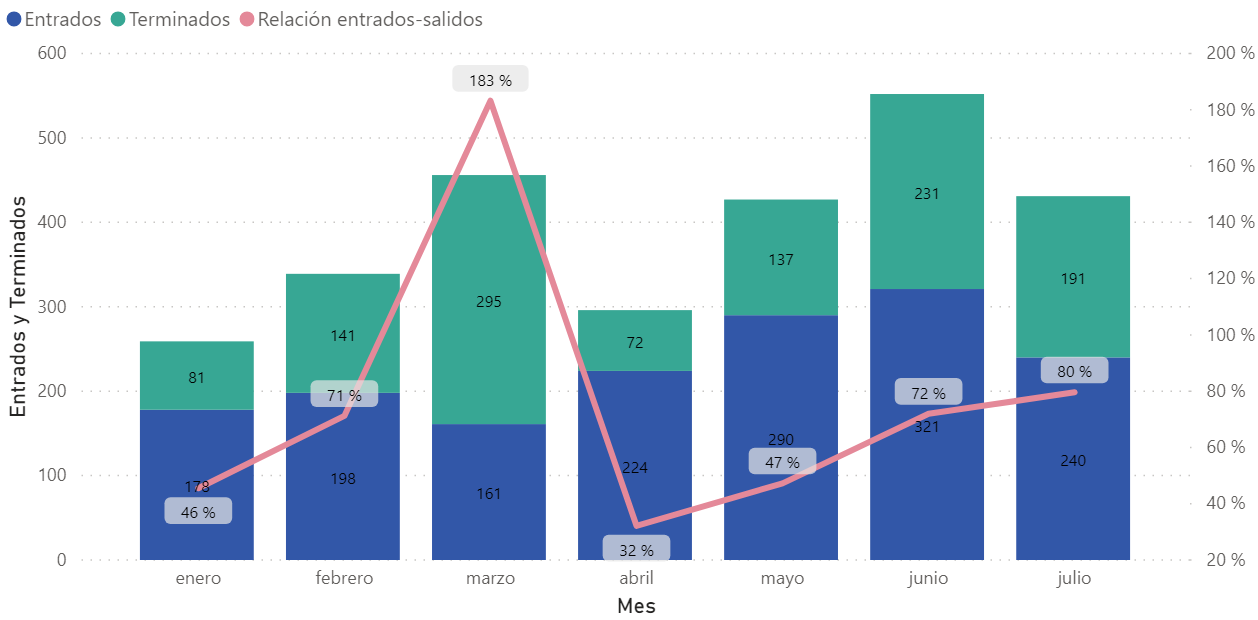 Entrados Terminados Relación entrados-salidos
600 200 %
183 %
180 %
500
160 %
231
400 140 %
137
191
120 %
295
300 100 %
141 72
81
200 80 %
71 % 72 % 80 %
321
290
100 60 %
178 198 161 224 47 % 240
46 % 40 %
32 %
0 20 %
enero febrero marzo abril mayo junio julio
Mes
Entrados y Terminados